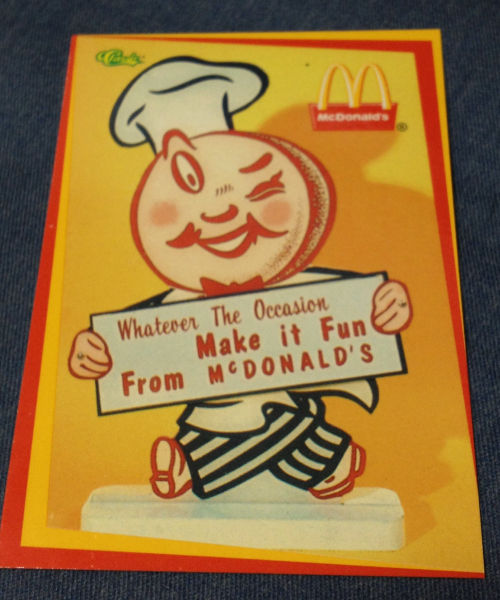 Classic
McDonald's
®
Whatever The Occasion
Make it Fun
From McDONALD'S